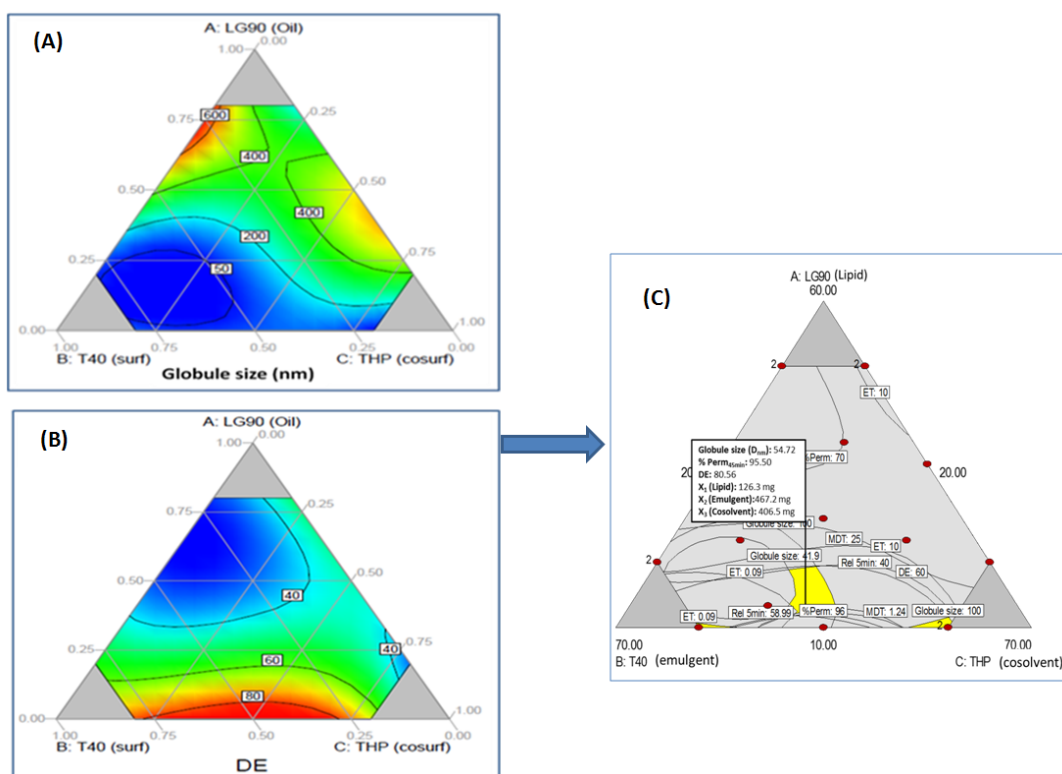 (A)
A: LG90 (Oil)
0.00
1.00
0.75
600
0.25
400
0.50
0.50
400
200
0.25
50
0.75
0.00
1.00
1.00
0.75
0.50
0.25
0.00
B: T40 (surf)
C: THP (cosurf)
Globule size (nm)
(B)
A: LG90 (Oil)
0.00
1.00
0.75
0.25
0.50
0.50
40
0.25
60
40
0.75
80
0.00
1.00
1.00
0.75
0.50
0.25
0.00
B: T40 (surf)
C: THP (cosurf)
DE
(C)
A: LG90 (Lipid)
60.00
2
2
ET: 10
Globule size (Dnm): 54.72
% Perm45min: 95.50
DE: 80.56
X1 (Lipid): 126.3 mg
X2 (Emulgent):467.2 mg
X3 (Cosolvent): 406.5 mg
%Perm: 70
20.00
MDT: 25
ET: 10
Globule size: 41.9
Rel 5min: 40
2
ET: 0.09
DE: 60
ET: 0.09
Rel 5min: 58.99
%Perm: 96
MDT: 1.24
Globule size: 100
2
70.00
10.00
70.00
B: T40 (emulgent)
C: THP (cosolvent)